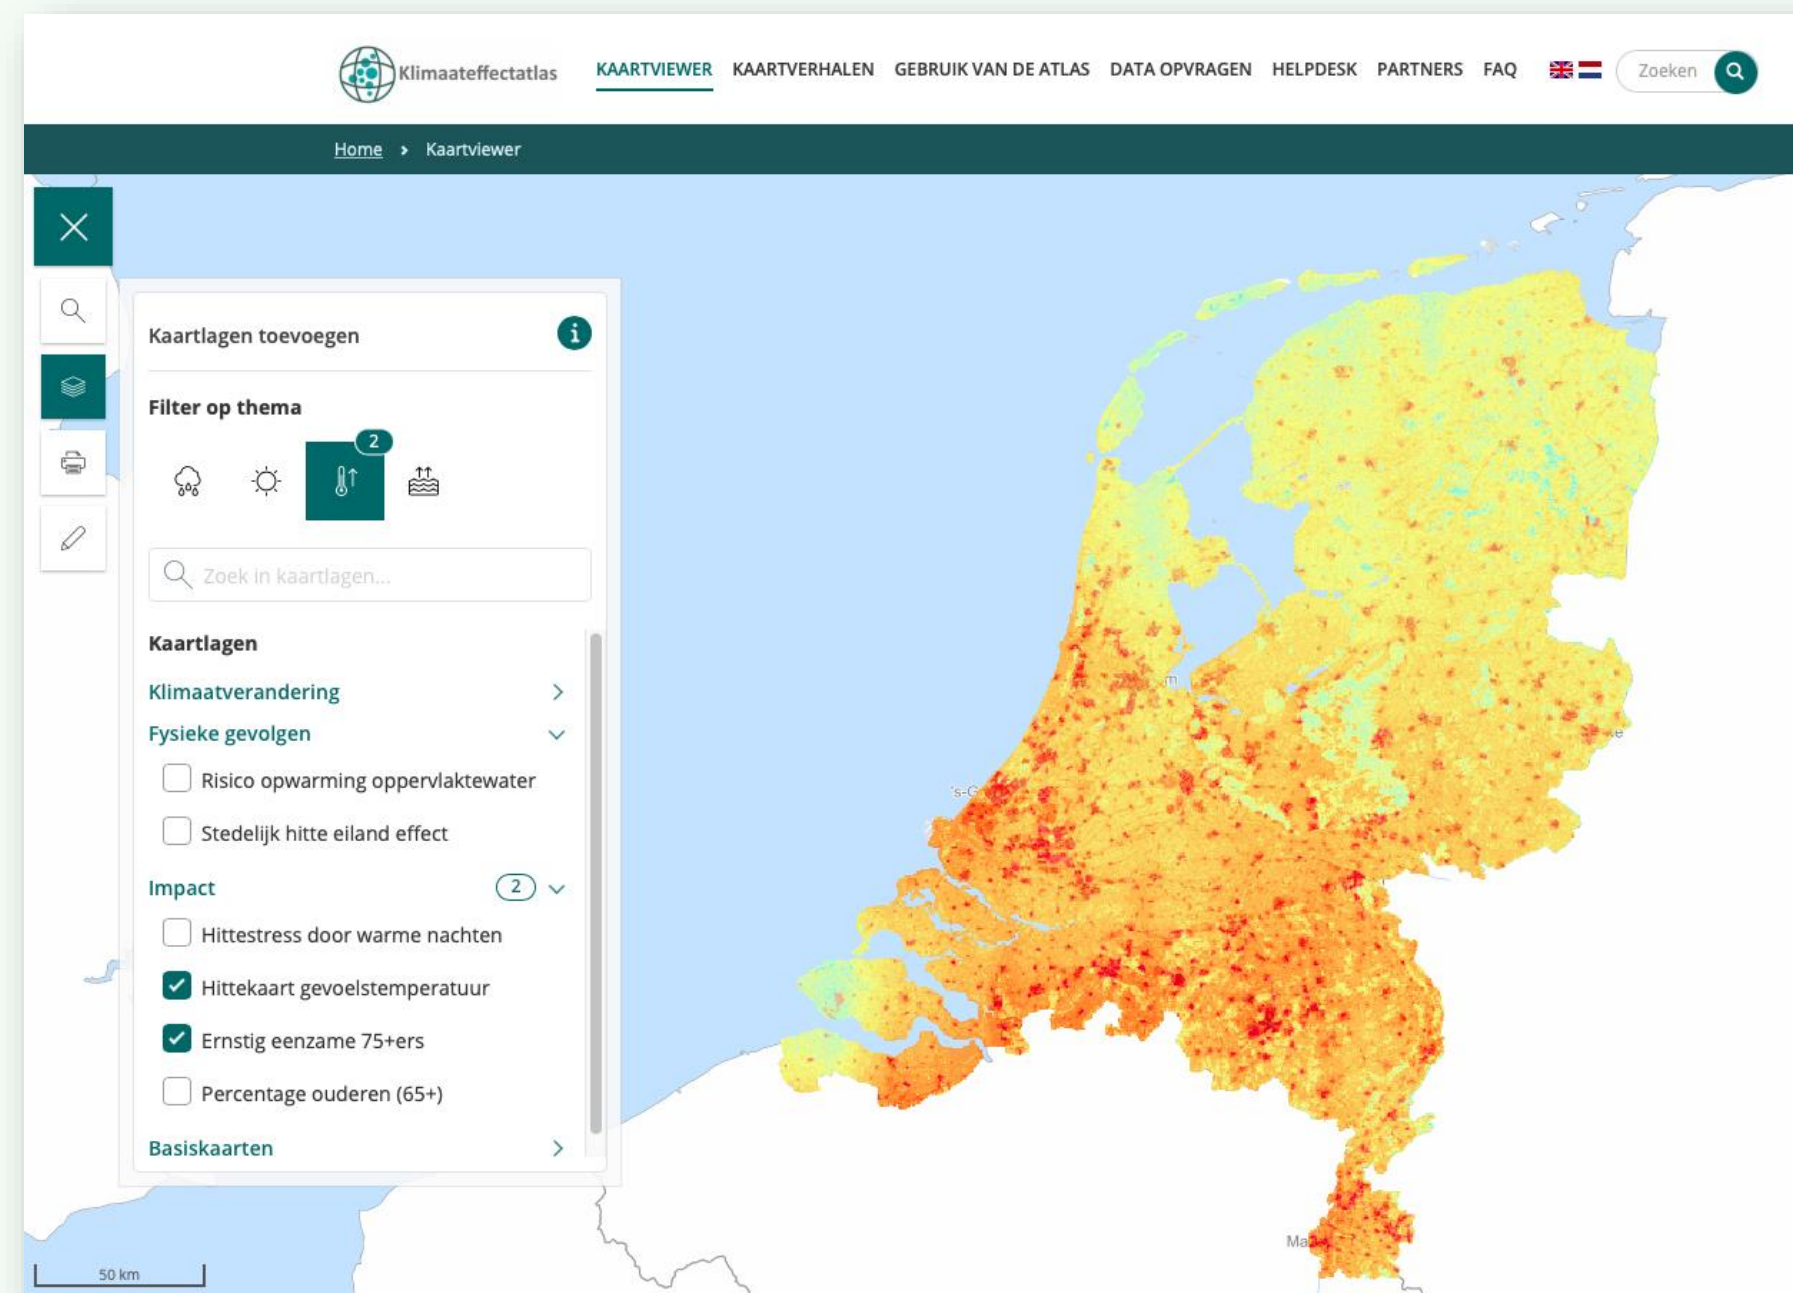 Klimaateffectatlas
KAARTVIEWER KAARTVERHALEN GEBRUIK VAN DE ATLAS DATA OPVRAGEN HELPDESK PARTNERS FAQ Zoeken
Home › Kaartviewer
Kaartlagen toevoegen
Filter op thema
2
Zoek in kaartlagen...
Kaartlagen
Klimaatverandering
Fysieke gevolgen
Risico opwarming oppervlaktewater
Stedelijk hitte eiland effect
Impact 2
Hittestress door warme nachten
Hittekaart gevoelstemperatuur
Ernstig eenzame 75+ers
Percentage ouderen (65+)
Basiskaarten
50 km